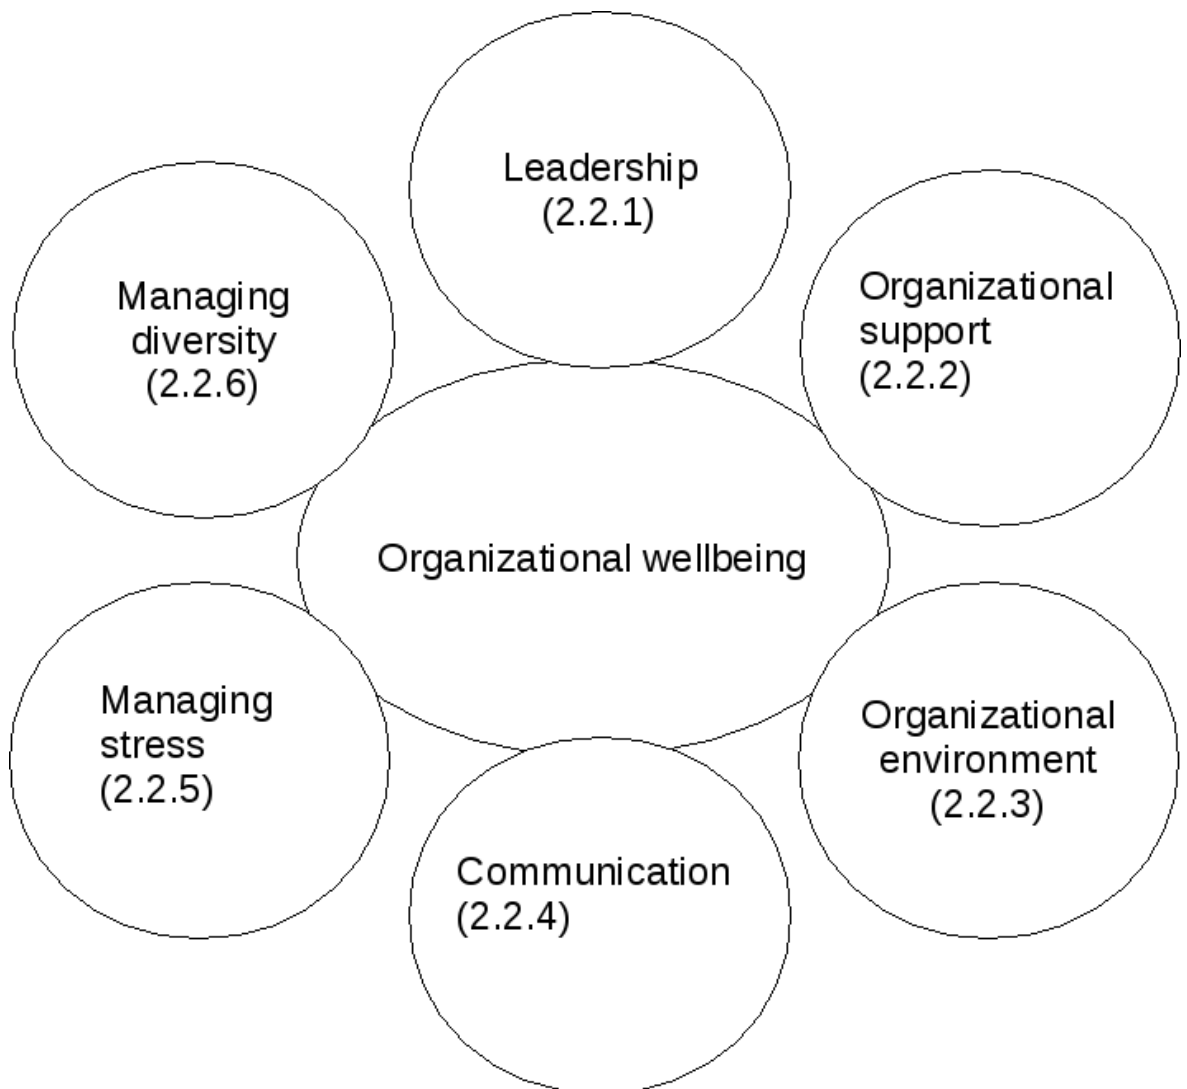 Leadership
(2.2.1)
Organizational
support
(2.2.2)
Organizational
environment
(2.2.3)
Communication
(2.2.4)
Managing
stress
(2.2.5)
Managing
diversity
(2.2.6)
Organizational wellbeing